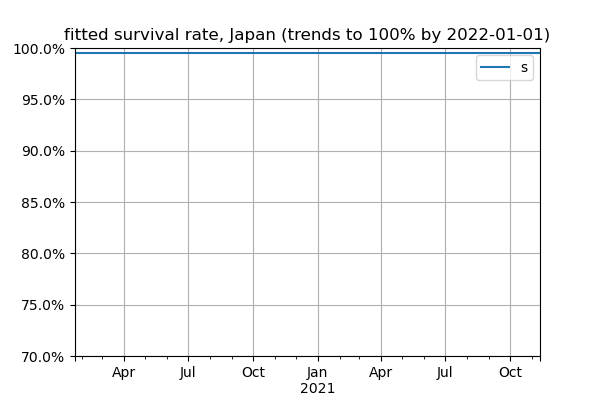 fitted survival rate, Japan (trends to 100% by 2022-01-01)
100.0%
s
95.0%
90.0%
85.0%
80.0%
75.0%
70.0%
Apr Jul Oct Jan Apr Jul Oct
2021